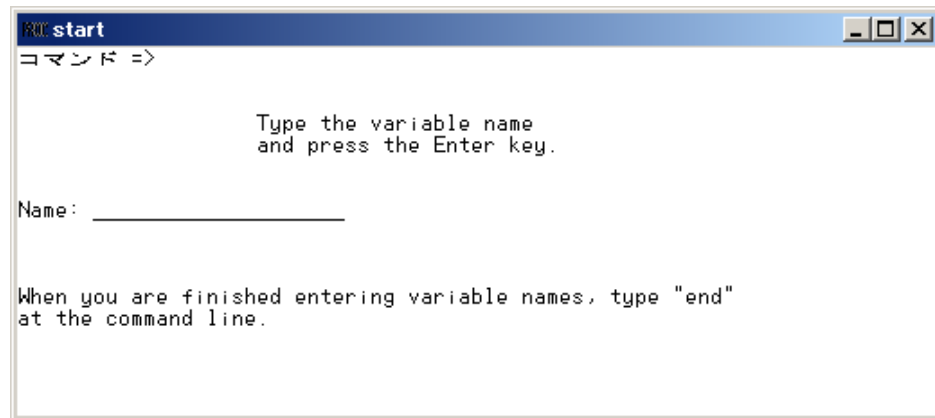 start
コマンド =>
Type the variable name
and press the Enter key.
Name:
When you are finished entering variable names, type "end"
at the command line.